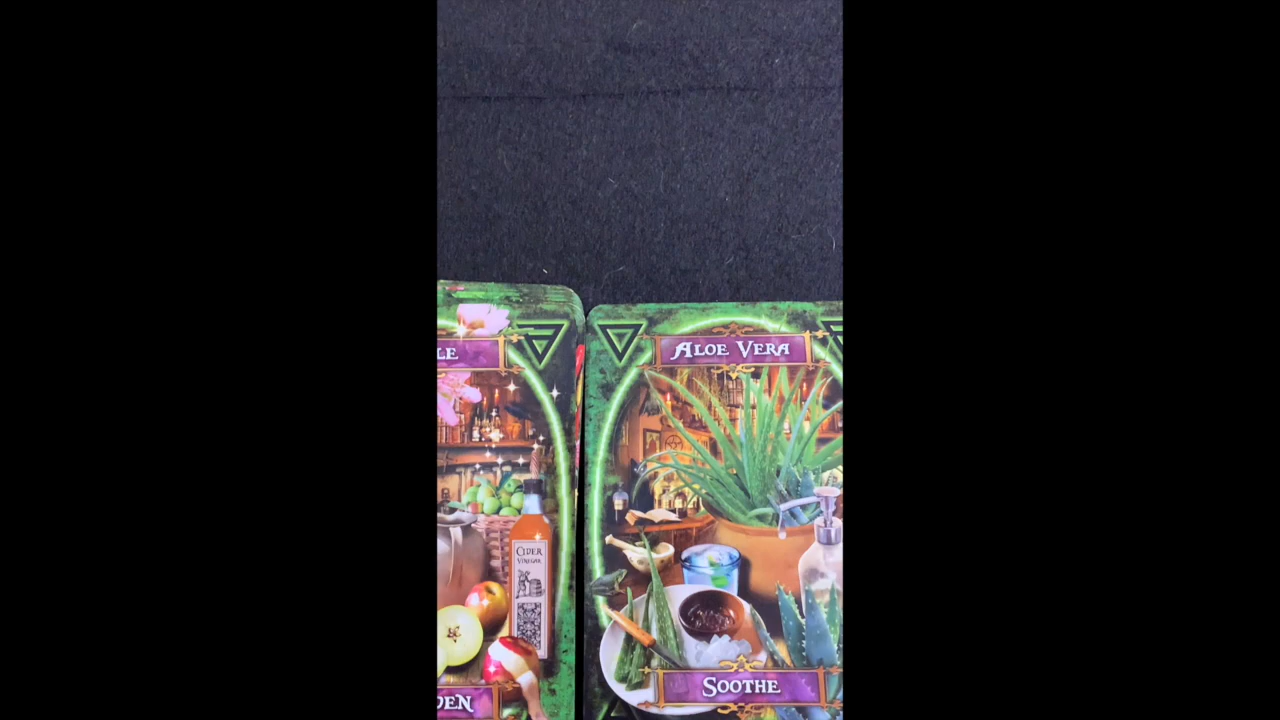 LE
ALOE VERA
CIDER
VINEGAR
DEN
SOOTHE